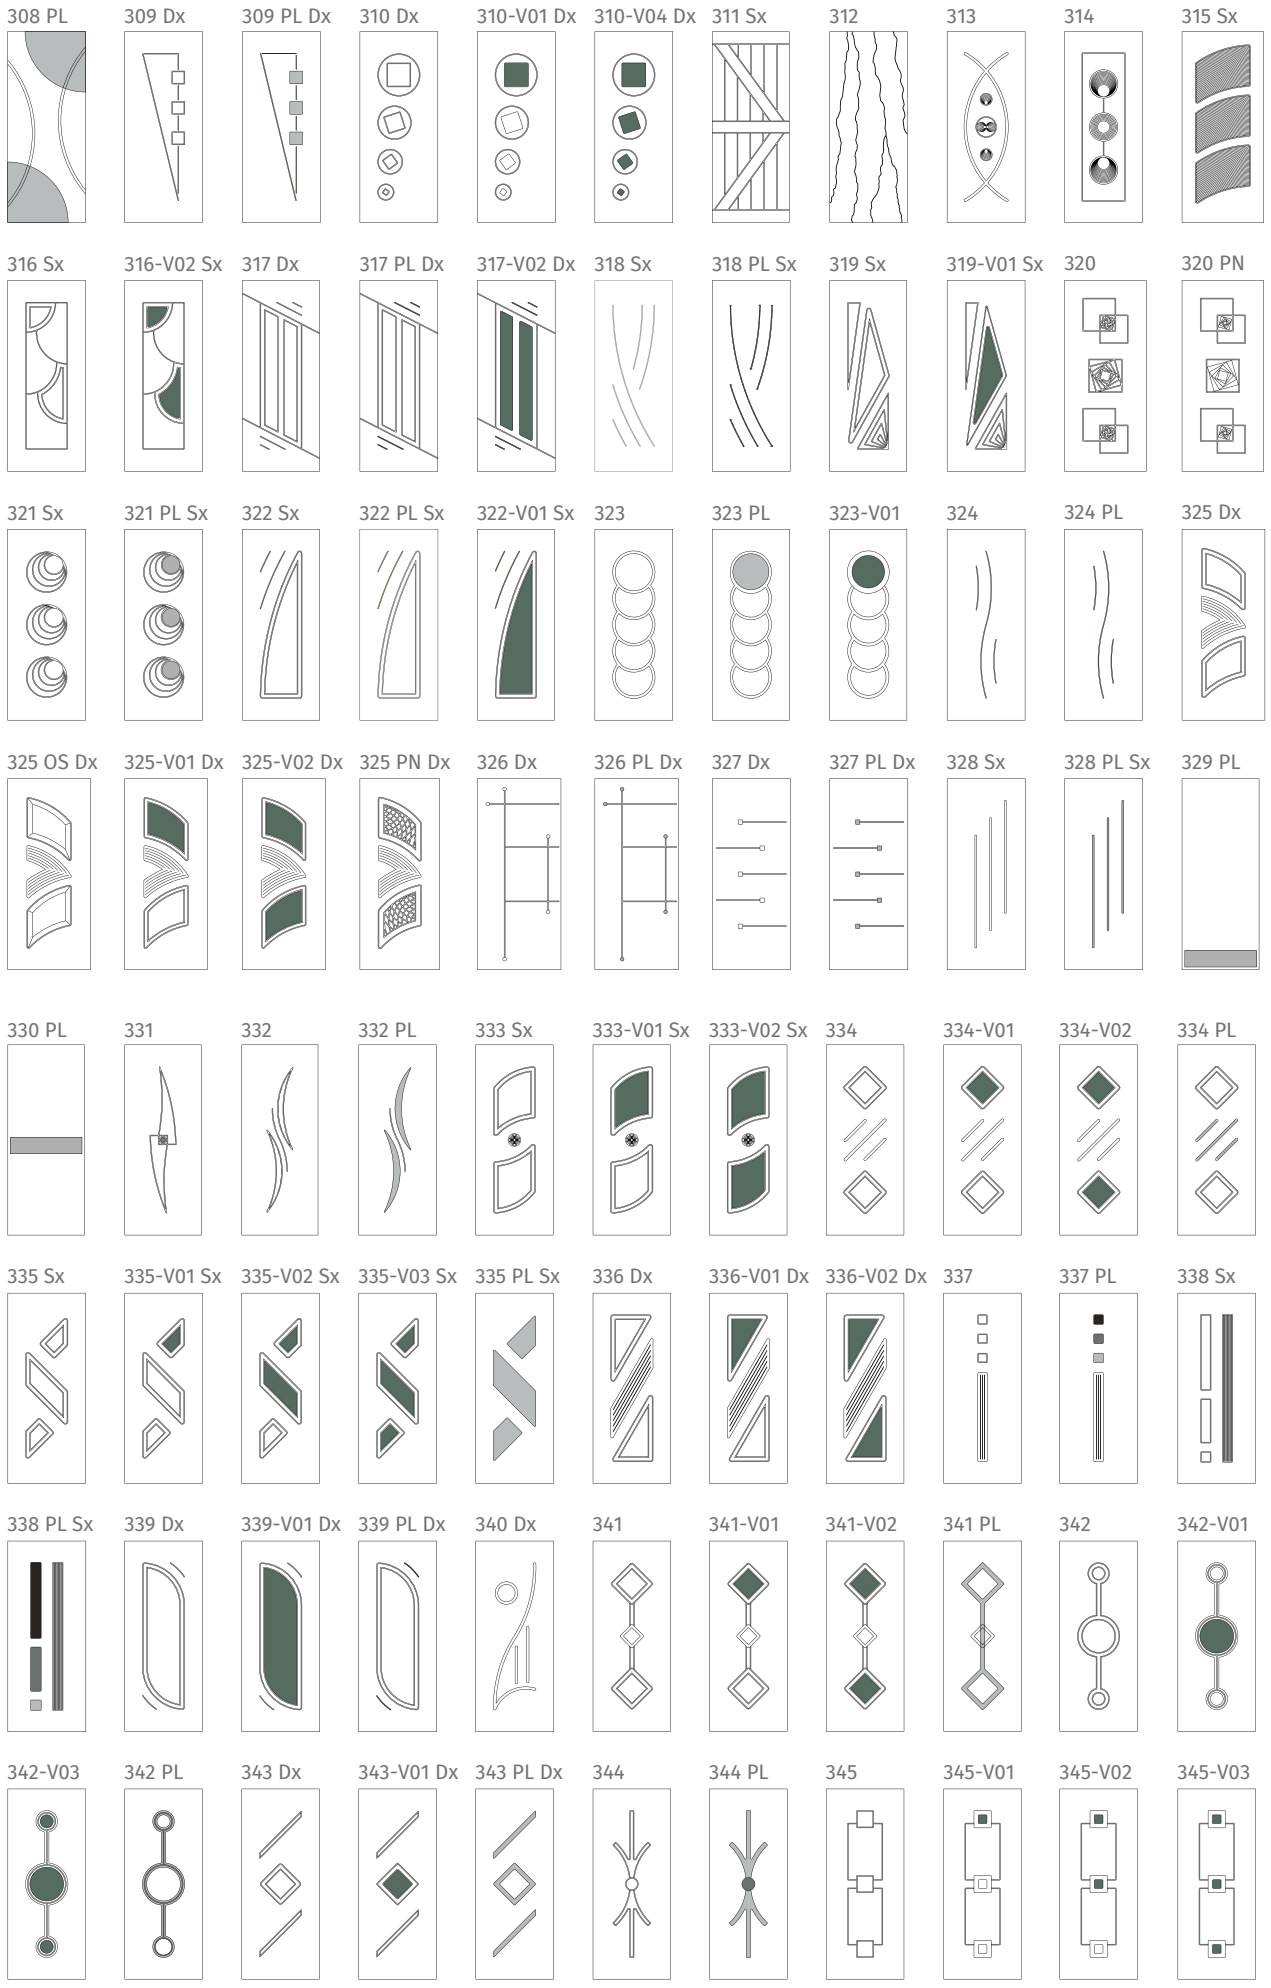 308 PL 309 Dx 309 PL Dx 310 Dx 310-V01 Dx 310-V04 Dx 311 Sx 312 313 314 315 Sx
316 Sx 316-V02 Sx 317 Dx 317 PL Dx 317-V02 Dx 318 Sx 318 PL Sx 319 Sx 319-V01 Sx 320 320 PN
321 Sx 321 PL Sx 322 Sx 322 PL Sx 322-V01 Sx 323 323 PL 323-V01 324 324 PL 325 Dx
325 OS Dx 325-V01 Dx 325-V02 Dx 325 PN Dx 326 Dx 326 PL Dx 327 Dx 327 PL Dx 328 Sx 328 PL Sx 329 PL
330 PL 331 332 332 PL 333 Sx 333-V01 Sx 333-V02 Sx 334 334-V01 334-V02 334 PL
335 Sx 335-V01 Sx 335-V02 Sx 335-V03 Sx 335 PL Sx 336 Dx 336-V01 Dx 336-V02 Dx 337 337 PL 338 Sx
338 PL Sx 339 Dx 339-V01 Dx 339 PL Dx 340 Dx 341 341-V01 341-V02 341 PL 342 342-V01
342-V03 342 PL 343 Dx 343-V01 Dx 343 PL Dx 344 344 PL 345 345-V01 345-V02 345-V03